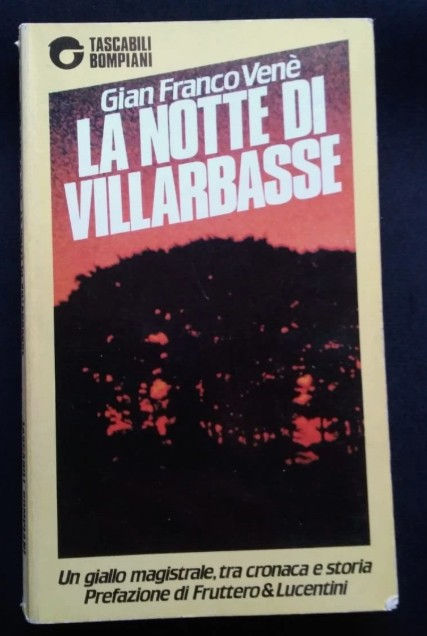 TASCABILI
BOMPIANI
Gian Franco Venè
LA NOTTE DI
VILLARBASSE
Un giallo magistrale, tra cronaca e storia
Prefazione di Fruttero & Lucentini